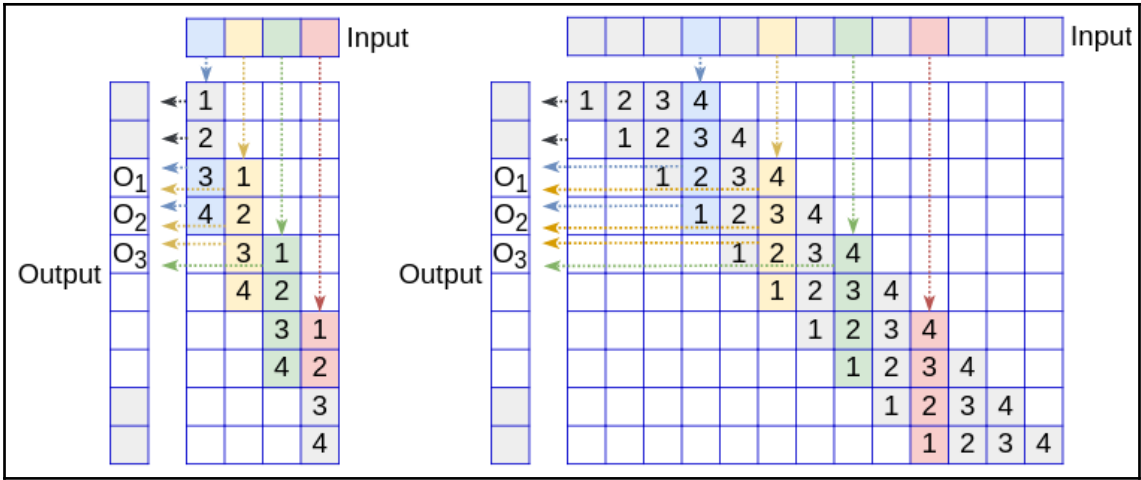 Input Input
1 1 2 3 4
2 1 2 3 4
O1 3 1 O1 1 2 3 4
O2 4 2 O2 1 2 3 4
O3 3 1 O3 1 2 3 4
Output Output
4 2 1 2 3 4
3 1 1 2 3 4
4 2 1 2 3 4
3 1 2 3 4
4 1 2 3 4